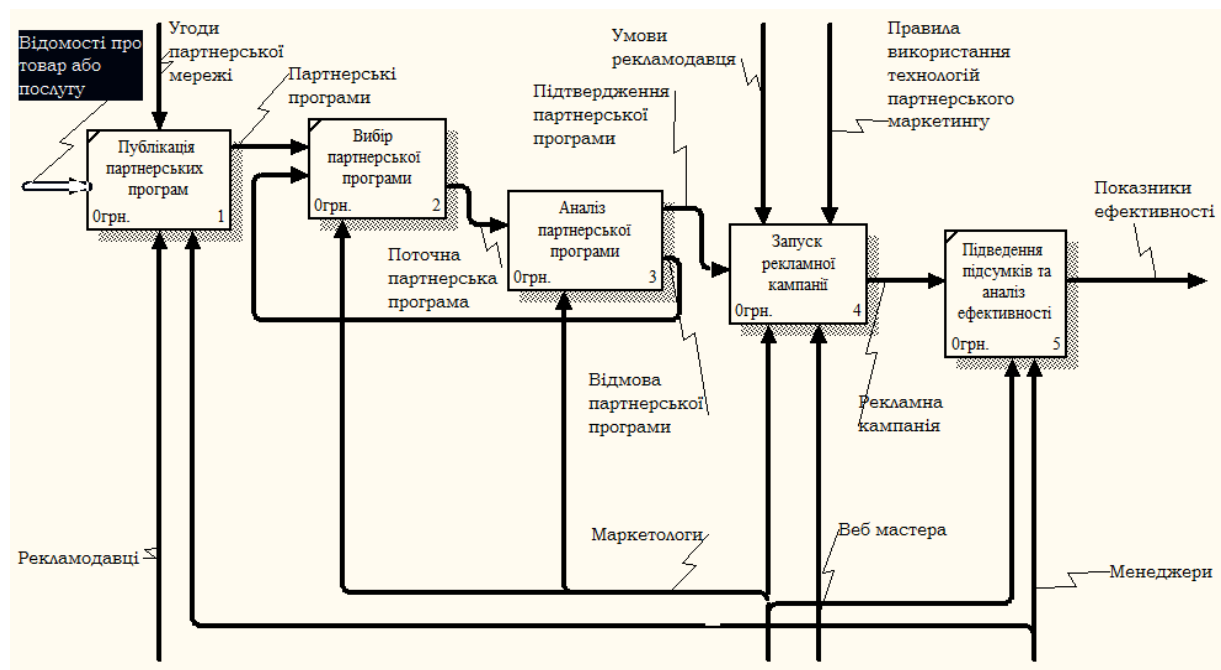 Відомості про
товар або
послугу
Угоди
партнерської
мережі
Партнерські
програми
Умови
рекламодавця
Правила
використання
технологій
партнерського
маркетингу
Підтвердження
партнерської
програми
Публікація
партнерських
програм
0грн. 1
Вибір
партнерської
програми
0грн. 2
Аналіз
партнерської
програми
0грн. 3
Запуск
рекламної
кампанії
0грн. 4
Підведення
підсумків та
аналіз
ефективності
0грн. 5
Показники
ефективності
Поточна
партнерська
програма
Відмова
партнерської
програми
Рекламна
кампанія
Рекламодавці
Маркетологи
Веб мастера
Менеджери